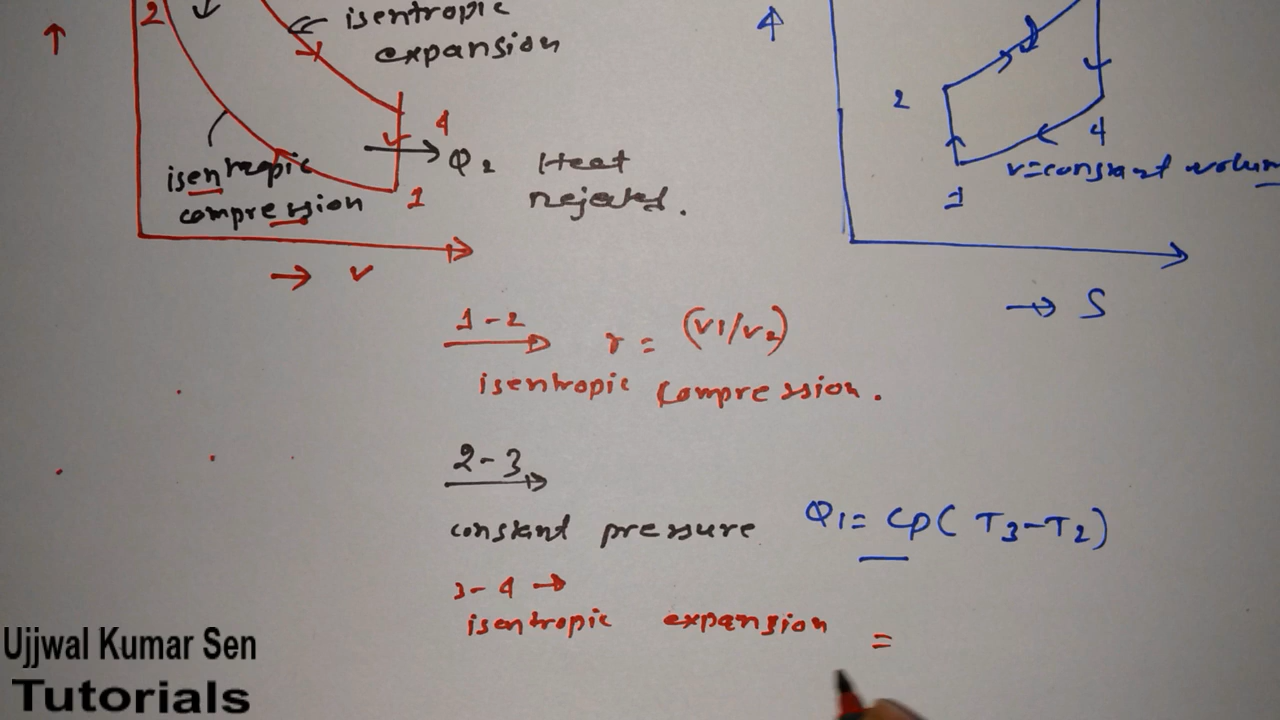 2
isentropic
expansion
4
Q2 Heat
rejected.
isentropic
compression
1
v
2
4
v=constant volum
1
S
1-2
r = (v1/v2)
isentropic compression.
2-3
constant pressure Q1= cp( T3-T2)
3-4 →
isentropic expansion =
Ujjwal Kumar Sen
Tutorials